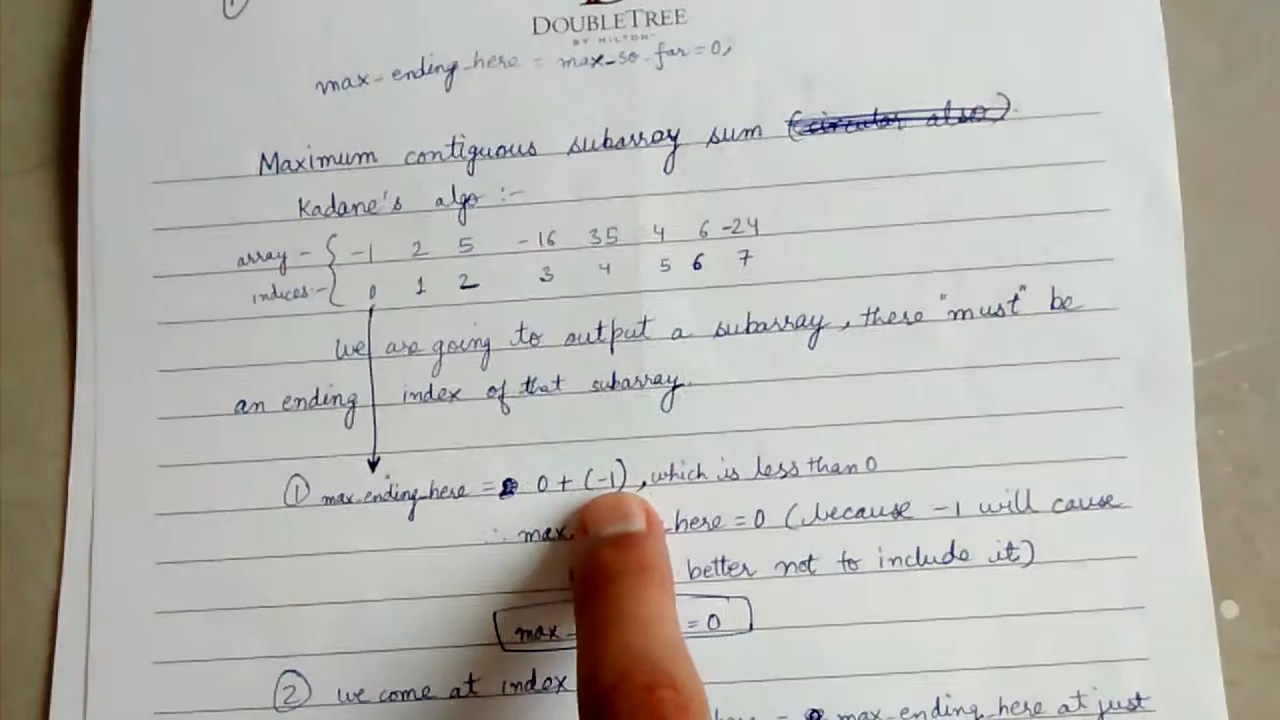 DOUBLETREE
BY HILTON
max-ending-here = max-so-far = 0,
Maximum contiguous subarray sum (circular also)
Kadane's algo :-
array - { -1 2 5 -16 35 4 6 -24
indices - { 0 1 2 3 4 5 6 7
we are going to output a subarray, there "must" be
an ending index of that subarray.
① max_ending_here = 0 + (-1), which is less than 0
∴ max here = 0 (because -1 will cause
better not to include it)
max = 0
② we come at index
max_ending_here at just